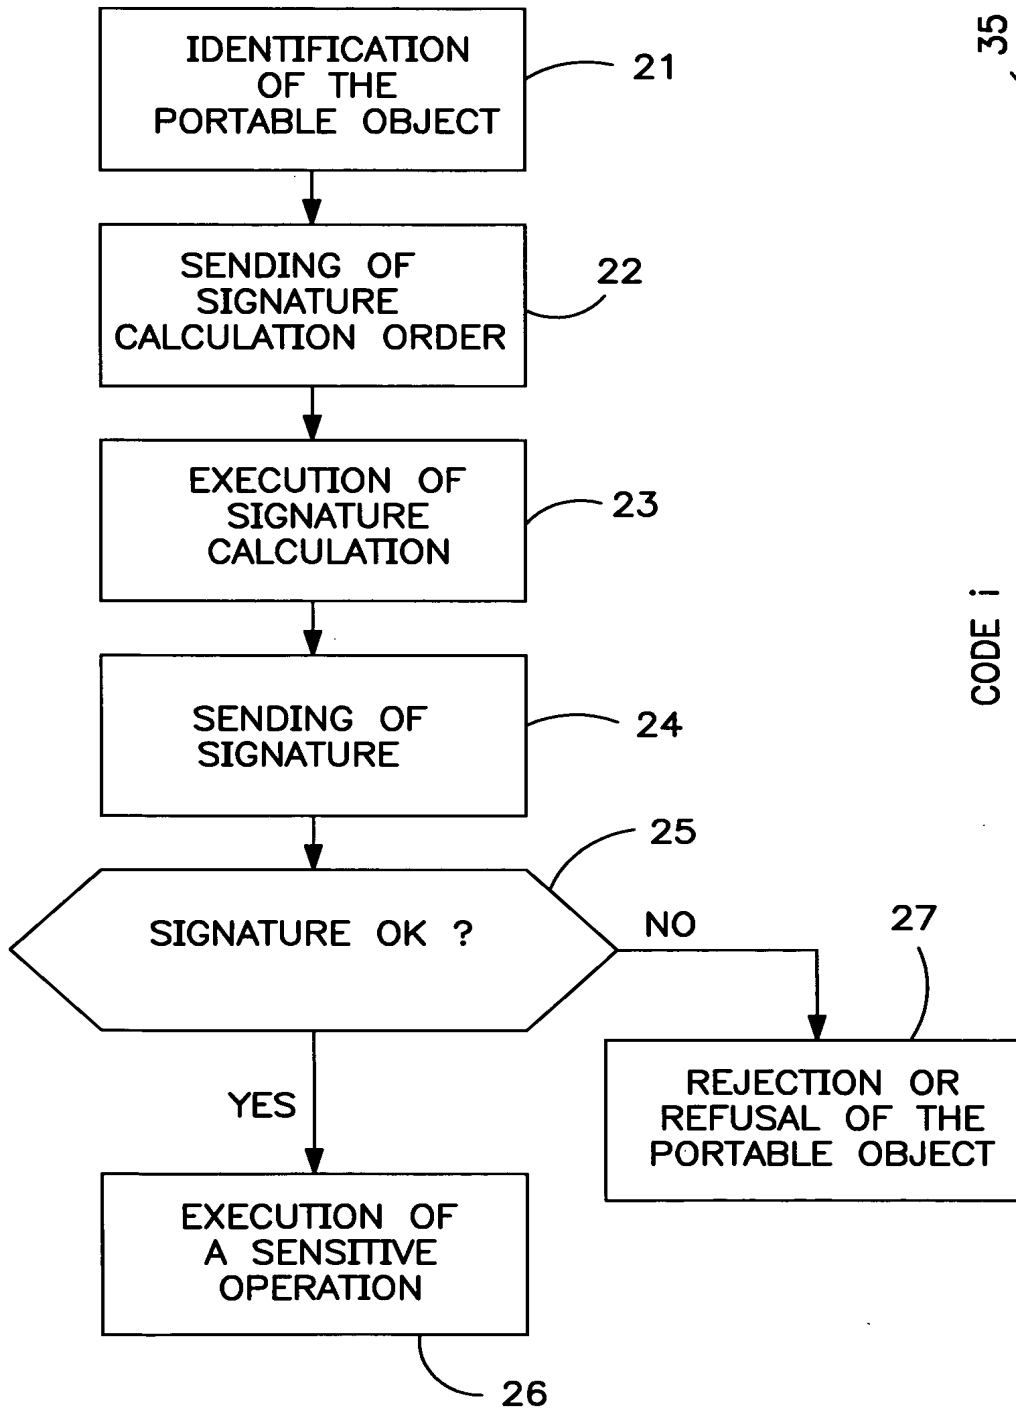 IDENTIFICATION
OF THE
PORTABLE OBJECT
21
SENDING OF
SIGNATURE
CALCULATION ORDER
22
EXECUTION OF
SIGNATURE
CALCULATION
23
SENDING OF
SIGNATURE
24
SIGNATURE OK ?
25
NO
27
REJECTION OR
REFUSAL OF THE
PORTABLE OBJECT
YES
EXECUTION OF
A SENSITIVE
OPERATION
26
35
CODE i